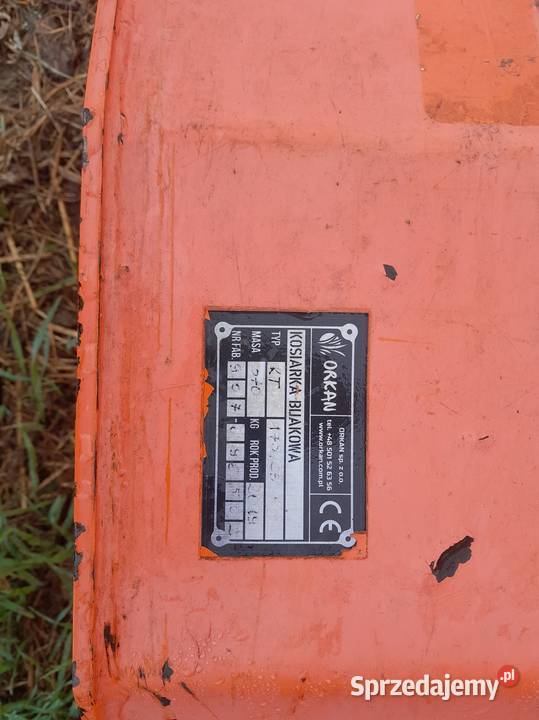 ORKAN
ORKAN sp. z o.o.
tel. +48 501 52 63 56
www.orkan.com.pl
CE
KOSIARKA BIJAKOWA
TYP KT
MASA KG ROK PROD.
NR FAB.
Sprzedajemy.pl